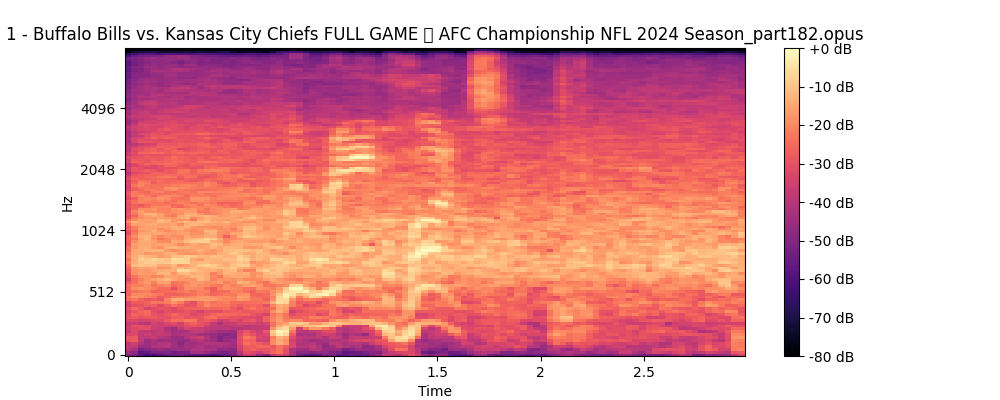 1 - Buffalo Bills vs. Kansas City Chiefs FULL GAME ▯ AFC Championship NFL 2024 Season_part182.opus
+0 dB
-10 dB
-20 dB
-30 dB
-40 dB
-50 dB
-60 dB
-70 dB
-80 dB
4096
2048
1024
512
0
Hz
0 0.5 1 1.5 2 2.5
Time